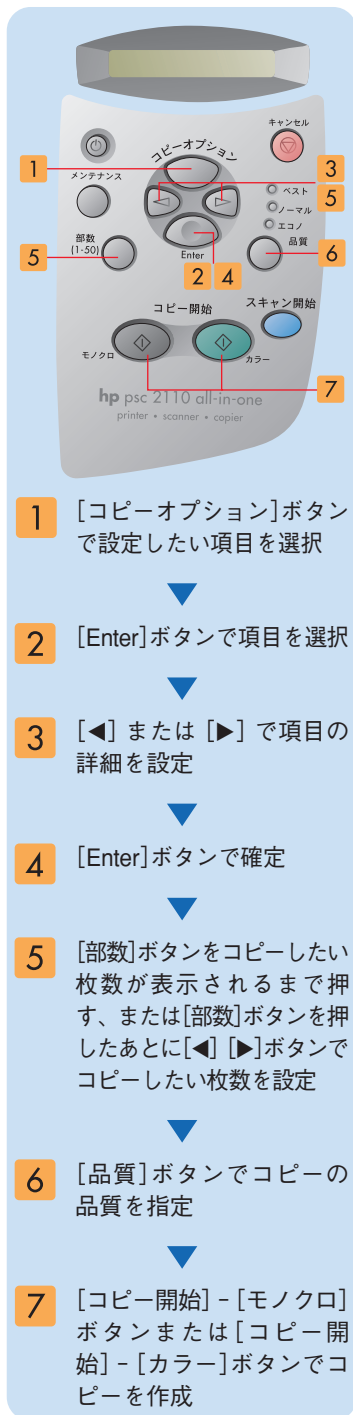 キャンセル
コピーオプション
1
3
メンテナンス
ベスト
5
ノーマル
エコノ
部数
(1-50)
品質
5
6
Enter
2 4
コピー開始
スキャン開始
モノクロ
カラー
7
hp psc 2110 all-in-one
printer • scanner • copier
1 [コピーオプション]ボタン
で設定したい項目を選択
2 [Enter]ボタンで項目を選択
3 [◀] または [▶] で項目の
詳細を設定
4 [Enter]ボタンで確定
5 [部数]ボタンをコピーしたい
枚数が表示されるまで押
す、または[部数]ボタンを押
したあとに[◀] [▶]ボタンで
コピーしたい枚数を設定
6 [品質]ボタンでコピーの
品質を指定
7 [コピー開始] - [モノクロ]
ボタンまたは[コピー開
始] - [カラー]ボタンでコ
ピーを作成